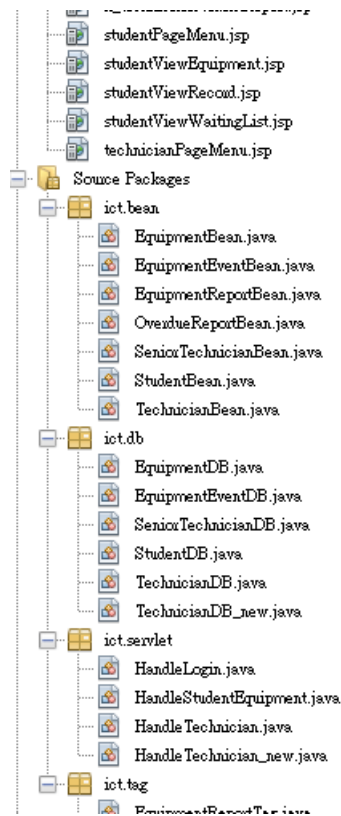 studentPageMenu.jsp
studentViewEquipment.jsp
studentViewRecord.jsp
studentViewWaitingList.jsp
technicianPageMenu.jsp
Source Packages
ict.bean
EquipmentBean.java
EquipmentEventBean.java
EquipmentReportBean.java
OverdueReportBean.java
SeniorTechnicianBean.java
StudentBean.java
TechnicianBean.java
ict.db
EquipmentDB.java
EquipmentEventDB.java
SeniorTechnicianDB.java
StudentDB.java
TechnicianDB.java
TechnicianDB_new.java
ict.servlet
HandleLogin.java
HandleStudentEquipment.java
HandleTechnician.java
HandleTechnician_new.java
ict.tag
EquipmentReportTag.java